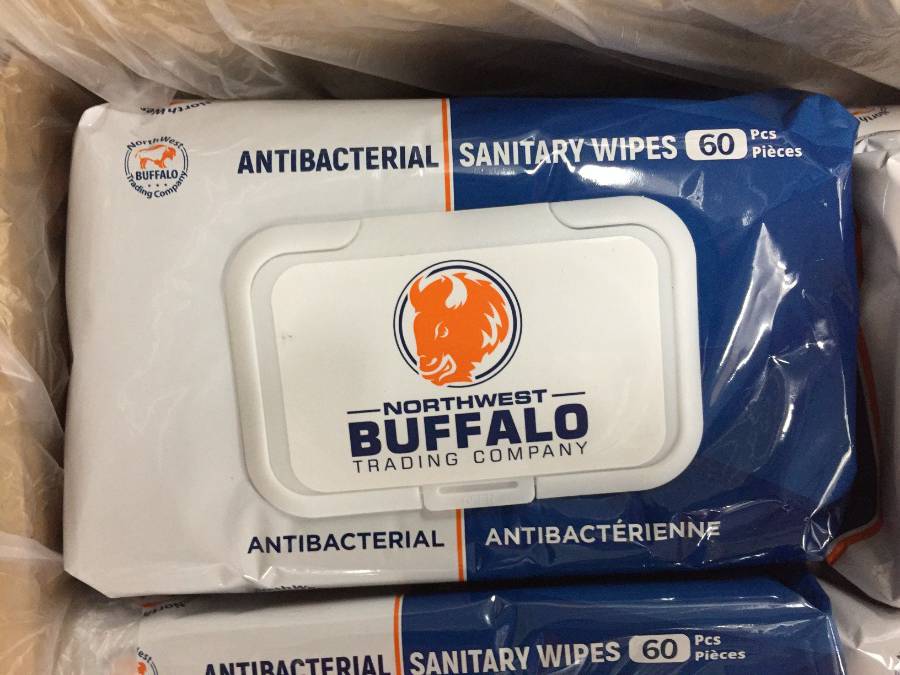 NorthWest
BUFFALO
Trading Company
ANTIBACTERIAL SANITARY WIPES 60 Pcs
Pièces
NORTHWEST
BUFFALO
TRADING COMPANY
OPEN
ANTIBACTERIAL ANTIBACTÉRIENNE
ANTIBACTERIAL SANITARY WIPES 60 Pcs
Pièces